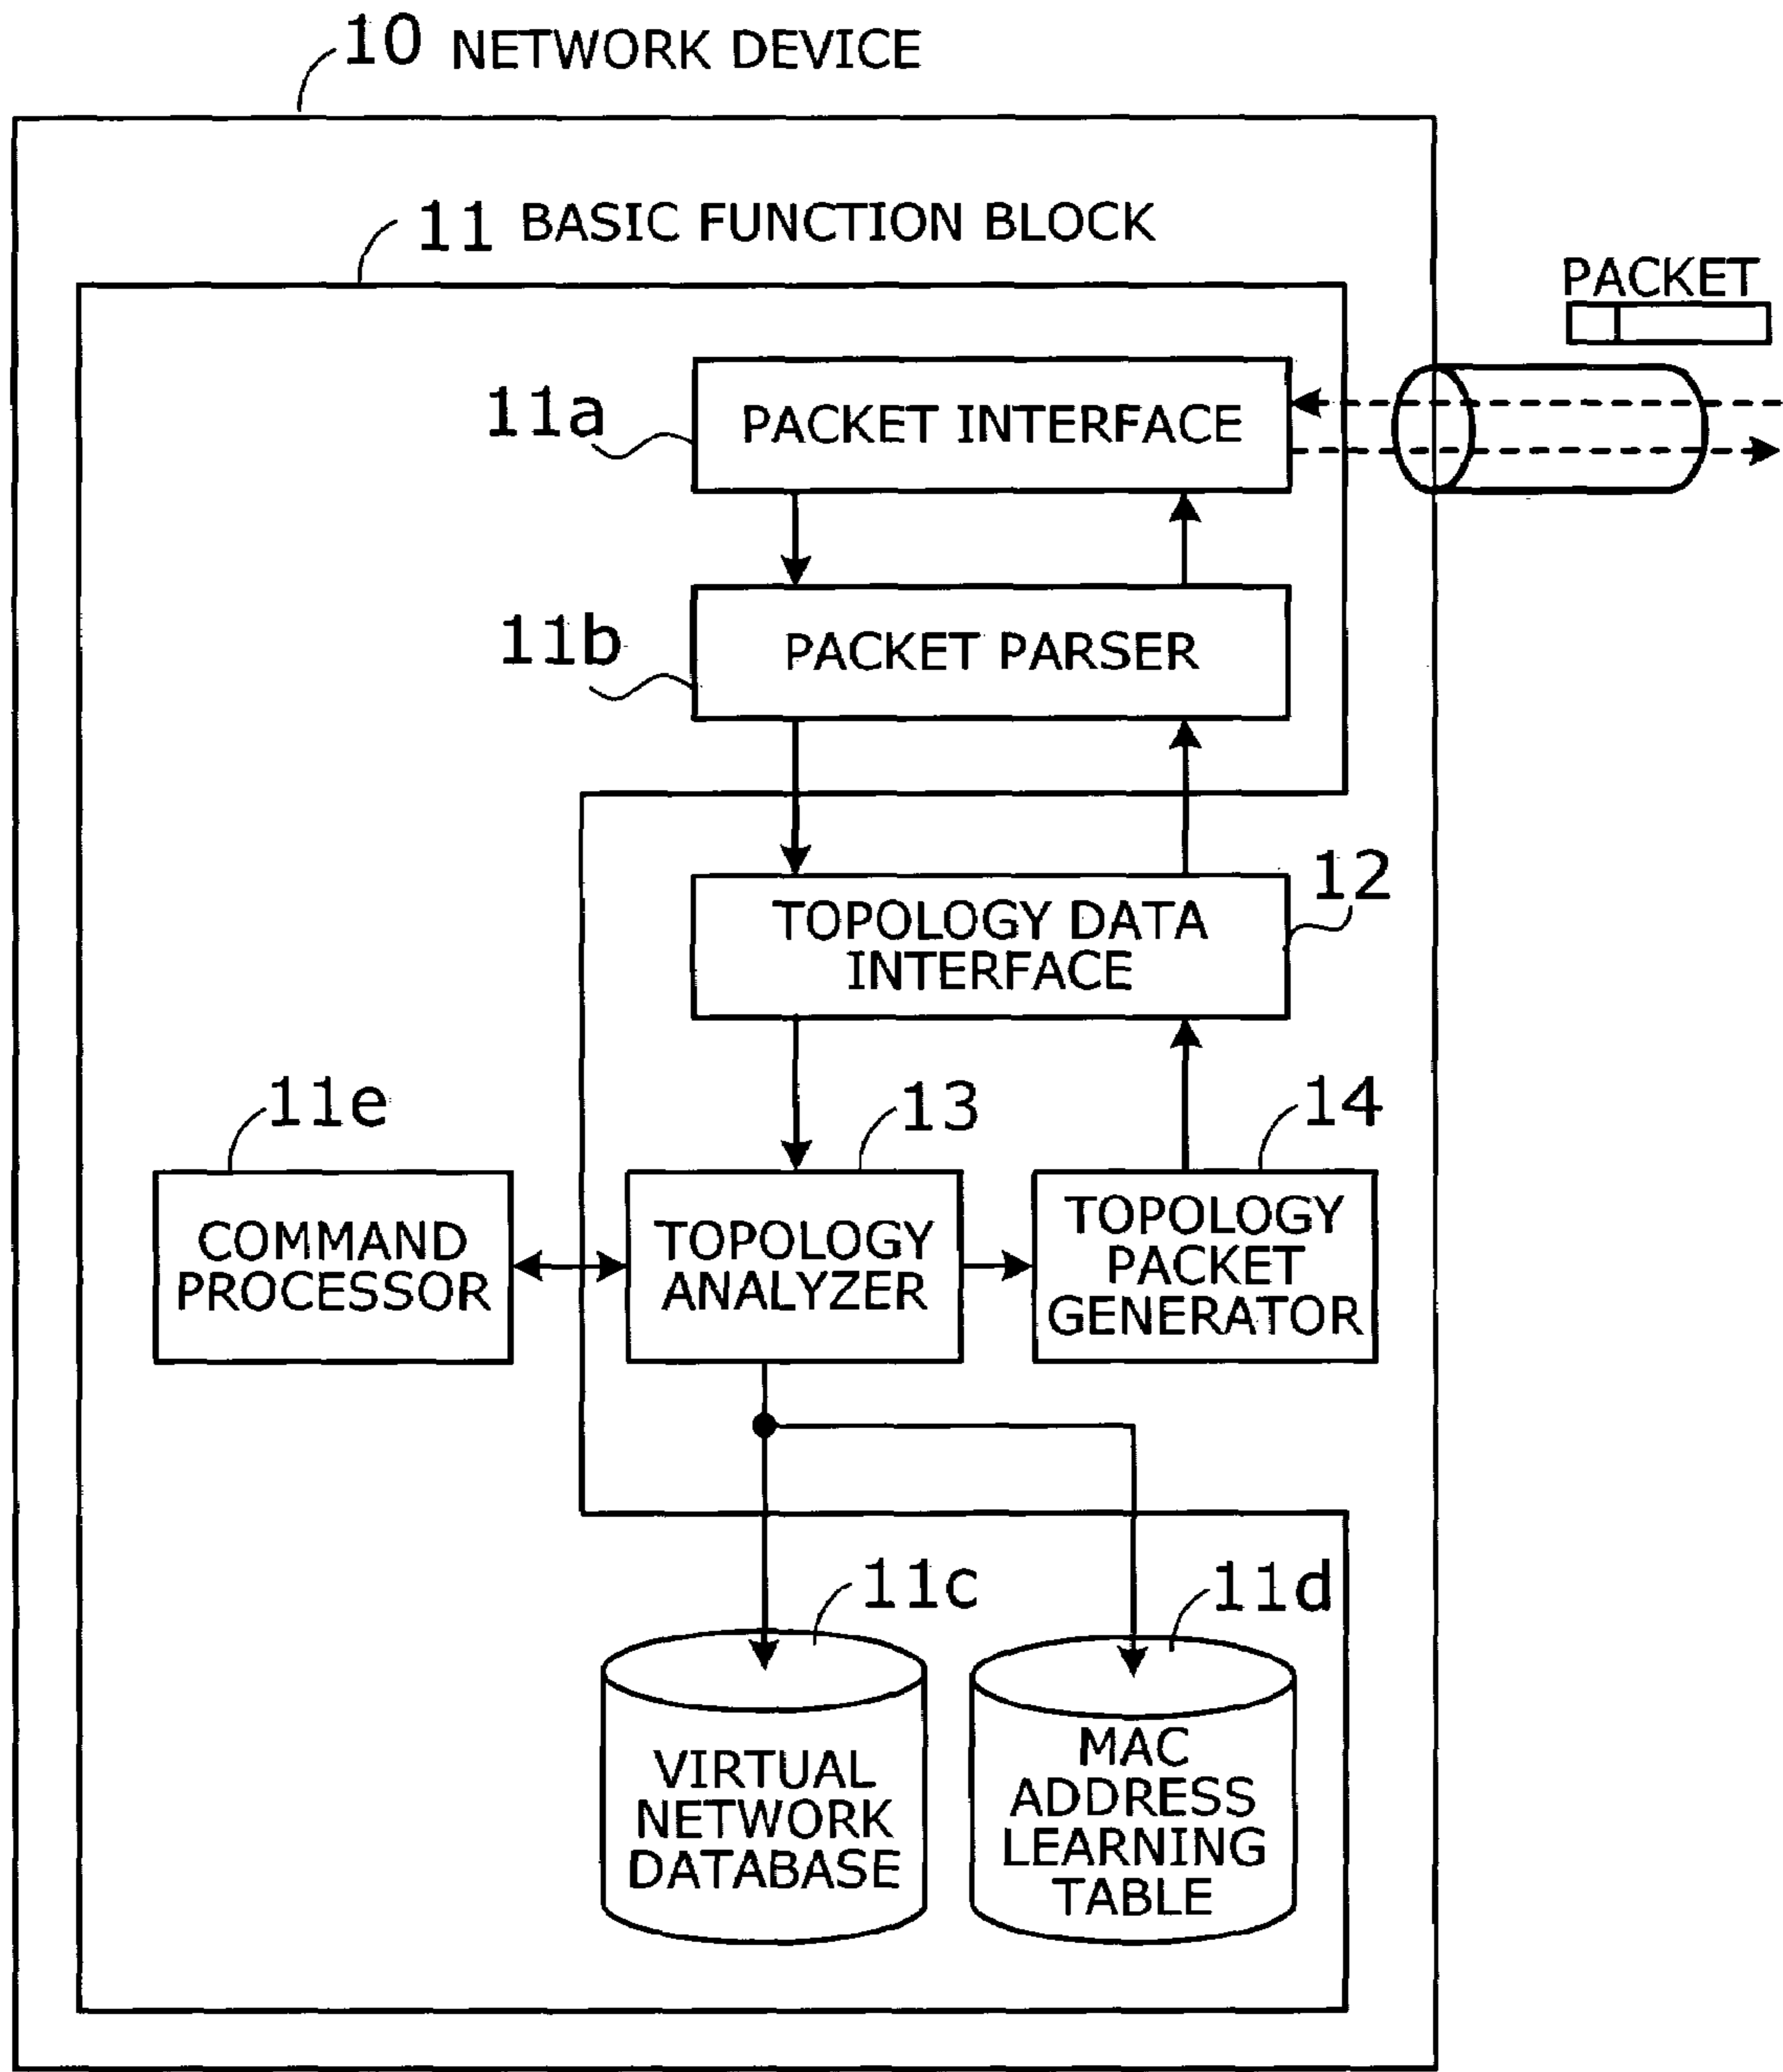 10 NETWORK DEVICE
11 BASIC FUNCTION BLOCK
PACKET
11a
PACKET INTERFACE
11b
PACKET PARSER
12
TOPOLOGY DATA
INTERFACE
11e
13
14
COMMAND
PROCESSOR
TOPOLOGY
ANALYZER
TOPOLOGY
PACKET
GENERATOR
11c
11d
VIRTUAL
NETWORK
DATABASE
MAC
ADDRESS
LEARNING
TABLE